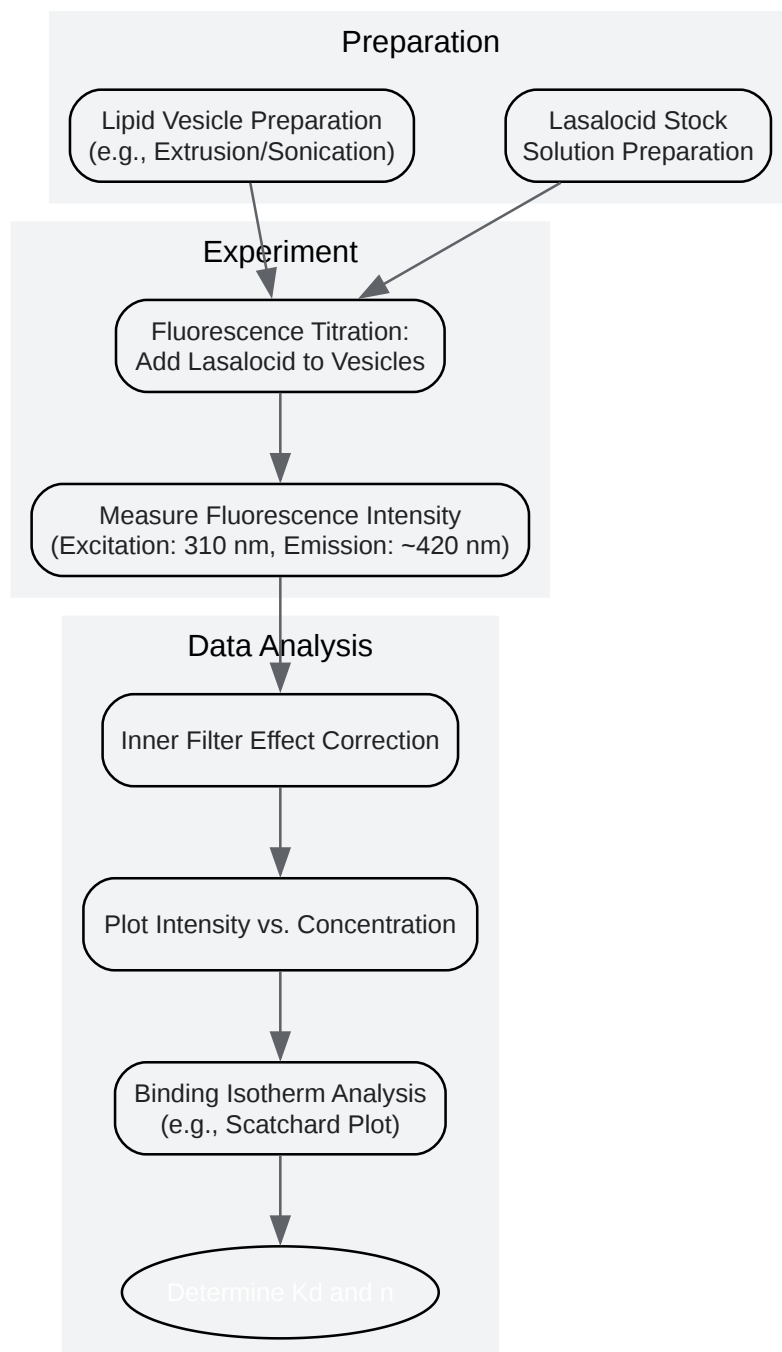 Preparation
Lipid Vesicle Preparation
(e.g., Extrusion/Sonication)
Lasalocid Stock
Solution Preparation
Experiment
Fluorescence Titration:
Add Lasalocid to Vesicles
Measure Fluorescence Intensity
(Excitation: 310 nm, Emission: ~420 nm)
Data Analysis
Inner Filter Effect Correction
Plot Intensity vs. Concentration
Binding Isotherm Analysis
(e.g., Scatchard Plot)
Determine Kd and n